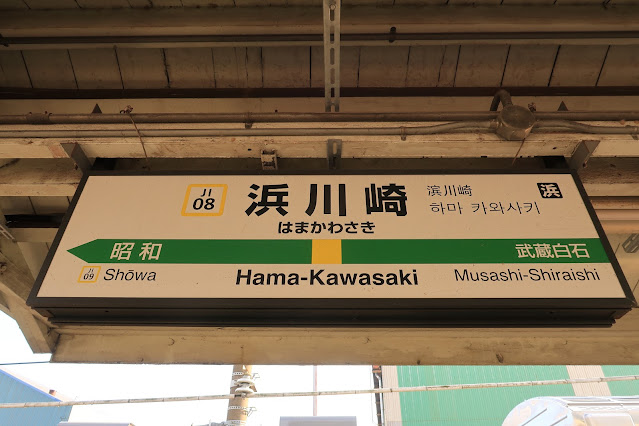 JI
08
浜川崎
はまかわさき
滨川崎
하마 카와사키
浜
昭和
武蔵白石
JI
09
Shōwa
Hama-Kawasaki
Musashi-Shiraishi